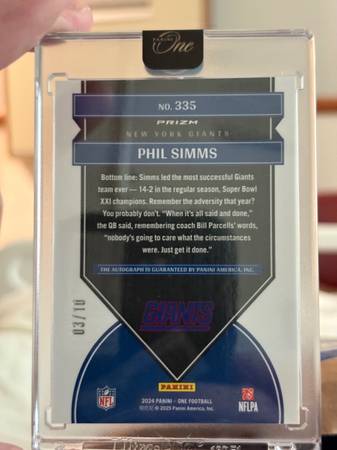 PANINI
One
NO. 335
PRIZM
NEW YORK GIANTS
PHIL SIMMS
Bottom line: Simms led the most successful Giants
team ever — 14-2 in the regular season, Super Bowl
XXI champions. Remember the adversity that year?
You probably don't. "When it's all said and done,"
the QB said, remembering coach Bill Parcells' words,
"nobody's going to care what the circumstances
were. Just get it done."
THE AUTOGRAPH IS GUARANTEED BY PANINI AMERICA, INC.
03/10
GIANTS
PANINI
NFL
NFLPA
2024 PANINI - ONE FOOTBALL
© 2025 Panini America, Inc.